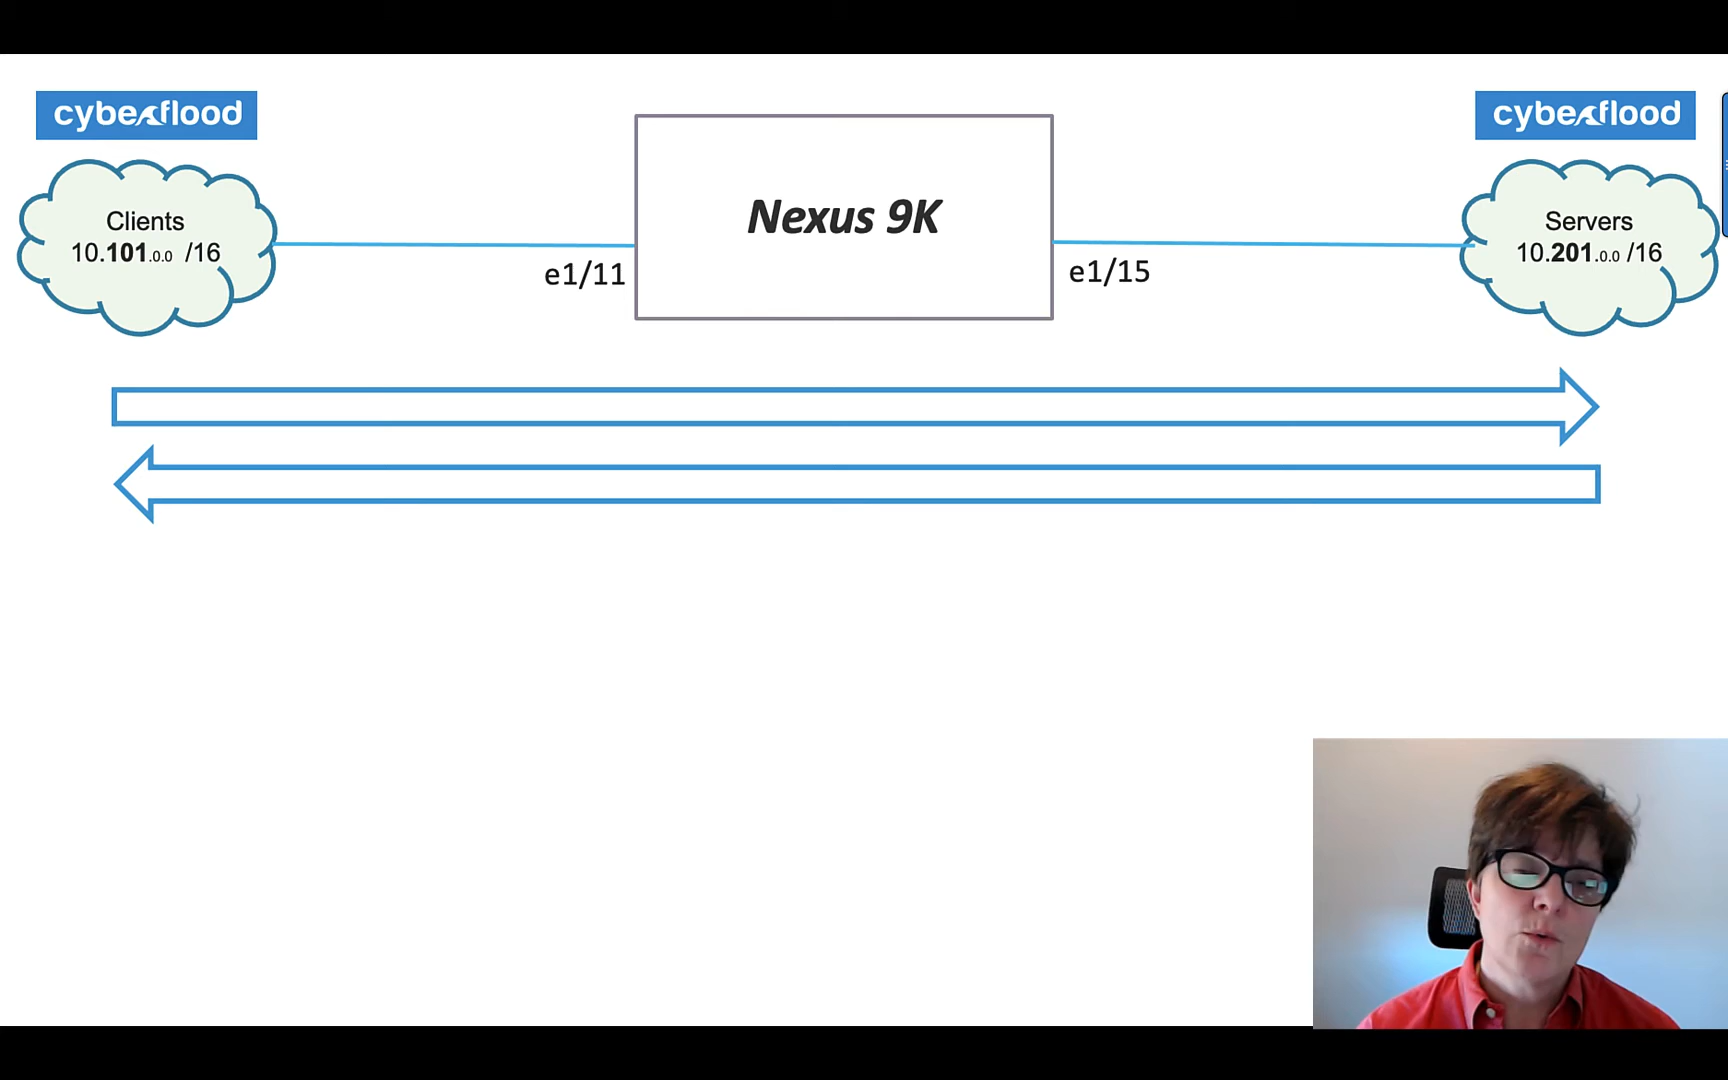 cyberflood
cyberflood
Clients
10.101.0.0 /16
Nexus 9K
Servers
10.201.0.0 /16
e1/11
e1/15